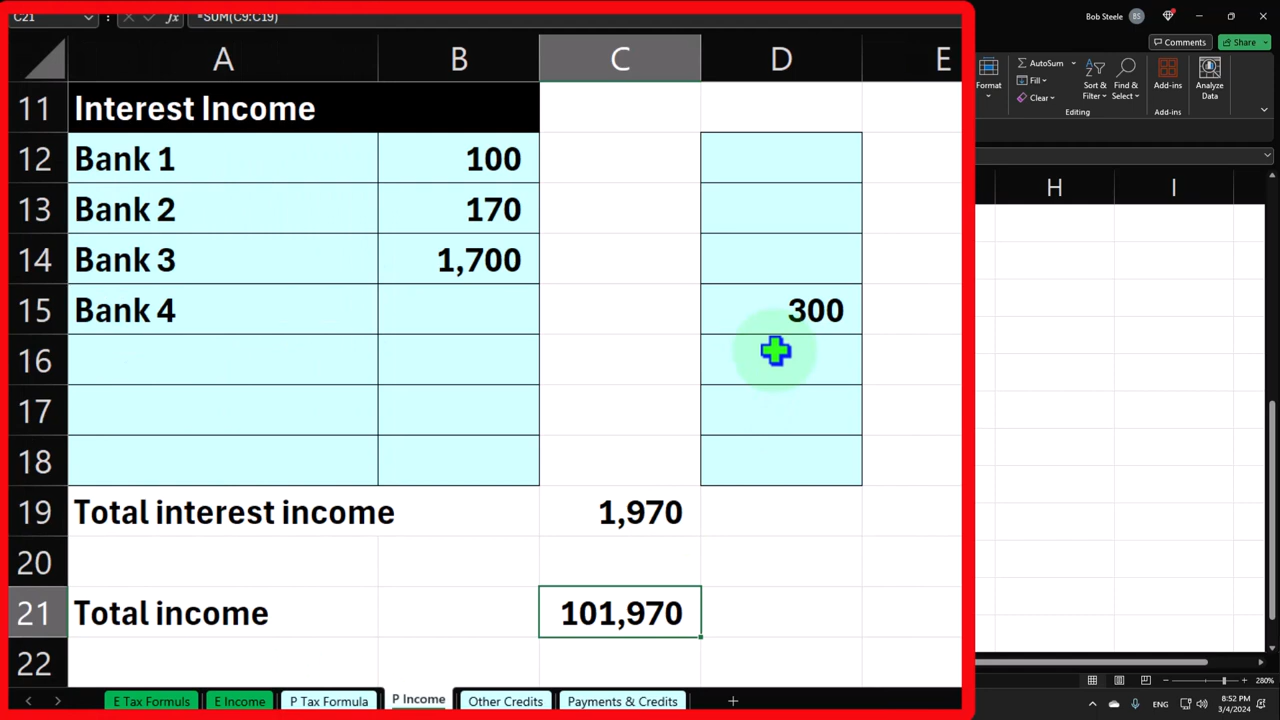 C21 fx =SUM(C9:C19)
Bob Steele BS
Comments Share
Format
AutoSum
Fill
Clear
Sort & Filter
Find & Select
Editing
Add-ins
Add-ins
Analyze Data
A B C D E H I
11 Interest Income
12 Bank 1 100
13 Bank 2 170
14 Bank 3 1,700
15 Bank 4 300
16
17
18
19 Total interest income 1,970
20
21 Total income 101,970
22
E Tax Formuls E Income P Tax Formula P Income Other Credits Payments & Credits
280%
8:52 PM
3/4/2024